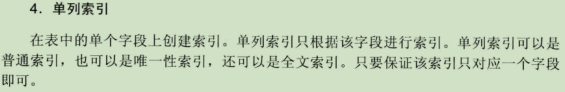 4．单列索引
在表中的单个字段上创建索引。单列索引只根据该字段进行索引。单列索引可以是
普通索引，也可以是唯一性索引，还可以是全文索引。只要保证该索引只对应一个字段
即可。